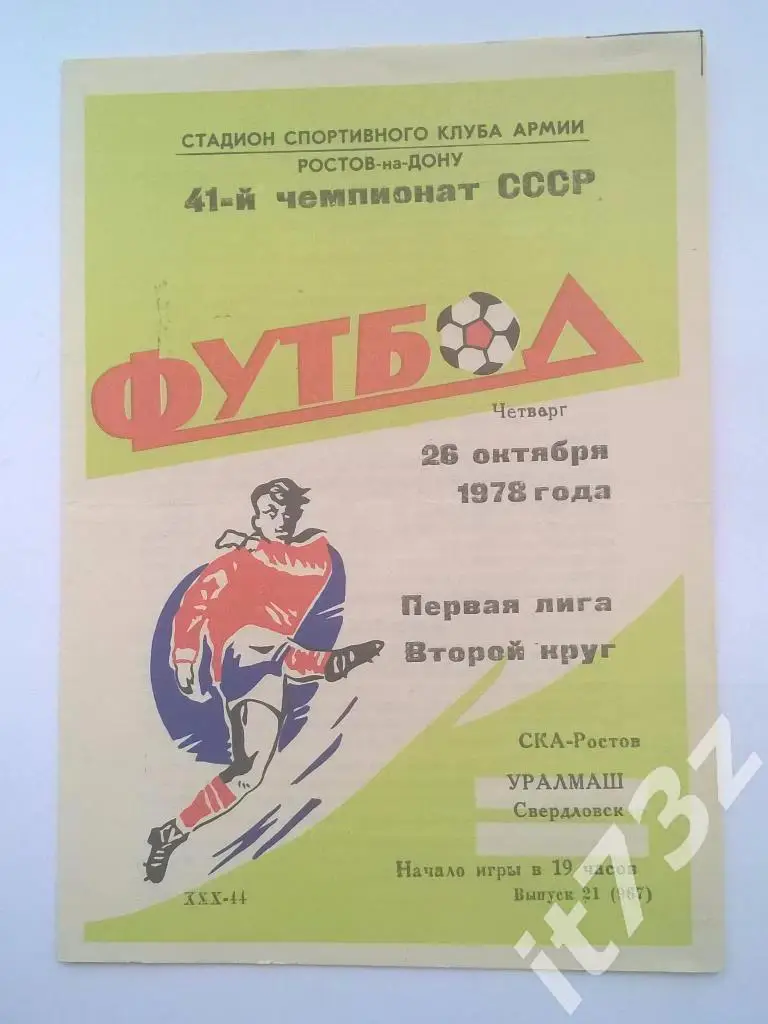 СТАДИОН СПОРТИВНОГО КЛУБА АРМИИ
РОСТОВ-на-ДОНУ
41-й чемпионат СССР
ФУТБОЛ
Четверг
26 октября
1978 года
Первая лига
Второй круг
СКА-Ростов
УРАЛМАШ
Свердловск
Начало игры в 19 часов
XXX-44
Выпуск 21 (967)
it73z